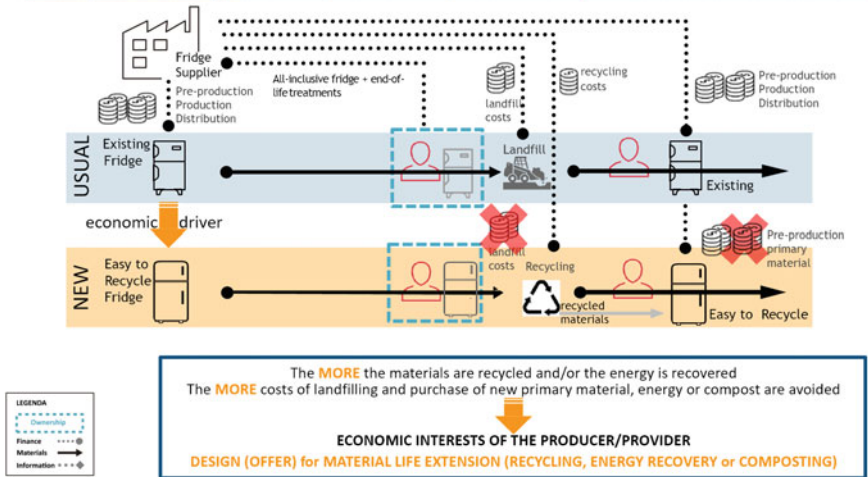 Fridge
Supplier
All-inclusive fridge + end-of-
life treatments
Pre-production
Production
Distribution
landfill
costs
recycling
costs
Pre-production
Production
Distribution
USUAL
Existing
Fridge
Landfill
Existing
economic driver
NEW
Easy to
Recycle
Fridge
landfill
costs
Recycling
recycled
materials
Pre-production
primary
material
Easy to Recycle
The MORE the materials are recycled and/or the energy is recovered
The MORE costs of landfilling and purchase of new primary material, energy or compost are avoided
ECONOMIC INTERESTS OF THE PRODUCER/PROVIDER
DESIGN (OFFER) for MATERIAL LIFE EXTENSION (RECYCLING, ENERGY RECOVERY or COMPOSTING)
LEGENDA
Ownership
Finance
Materials
Information